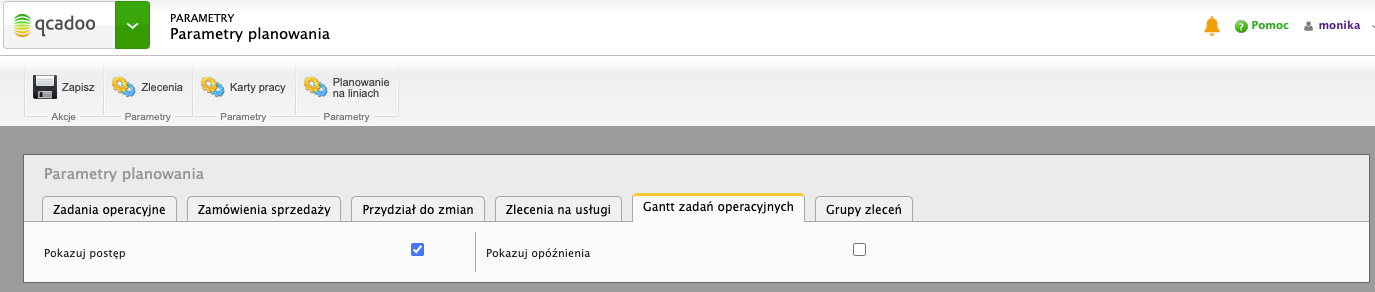 qcadoo
PARAMETRY
Parametry planowania
Pomoc
monika
Zapisz
Zlecenia
Karty pracy
Planowanie
na liniach
Akcje
Parametry
Parametry
Parametry
Parametry planowania
Zadania operacyjne
Zamówienia sprzedaży
Przydział do zmian
Zlecenia na usługi
Gantt zadań operacyjnych
Grupy zleceń
Pokazuj postęp
Pokazuj opóźnienia